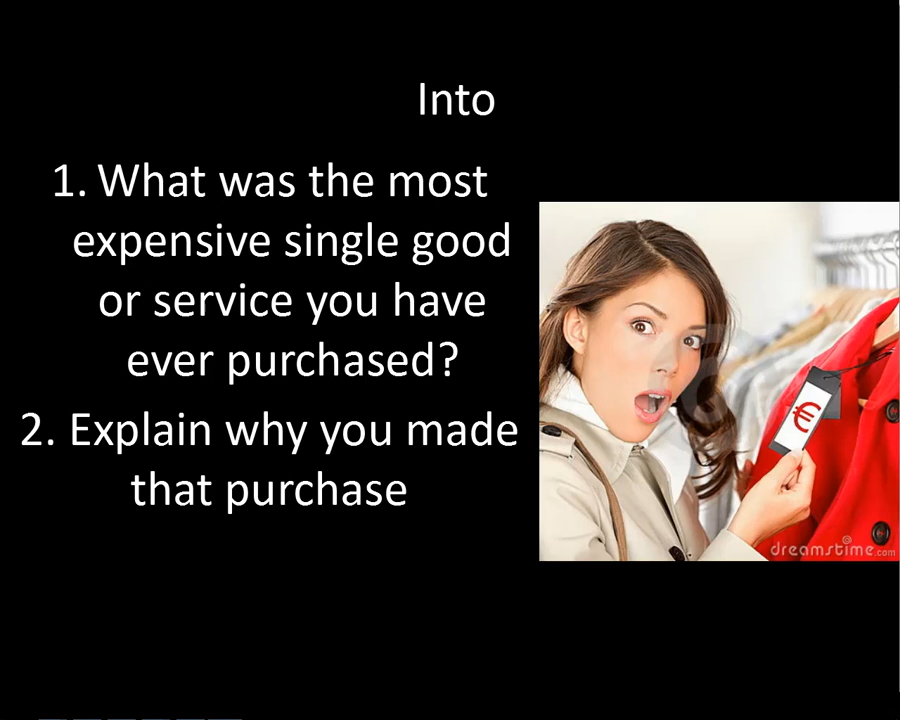 Into
1. What was the most
expensive single good
or service you have
ever purchased?
2. Explain why you made
that purchase
€
dreamstime.com